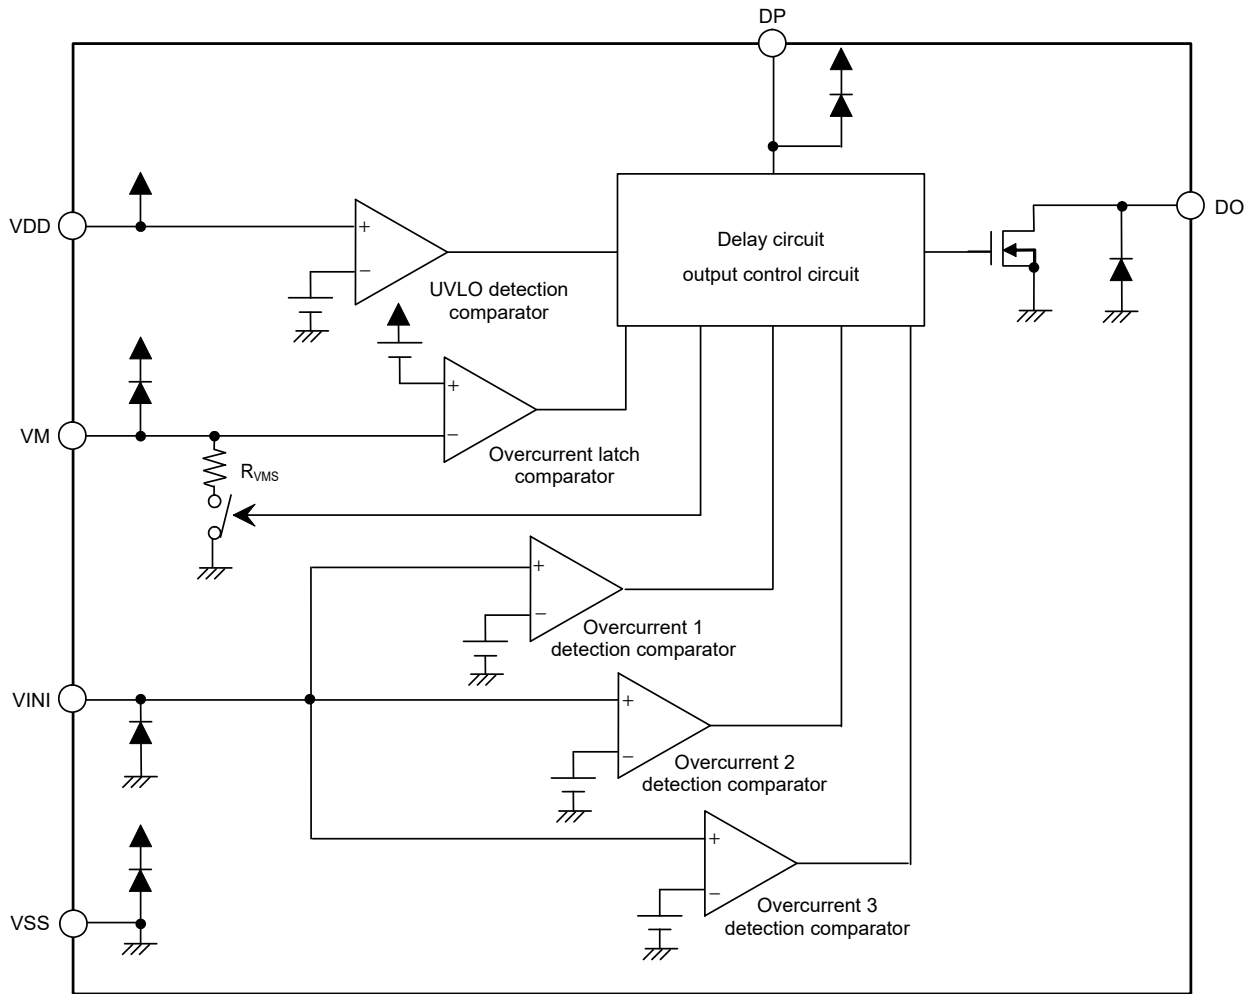 DP
VDD
+
−
UVLO detection
comparator
Delay circuit
output control circuit
DO
+
−
VM
Overcurrent latch
comparator
RVMS
+
−
Overcurrent 1
detection comparator
VINI
+
−
Overcurrent 2
detection comparator
+
−
Overcurrent 3
detection comparator
VSS